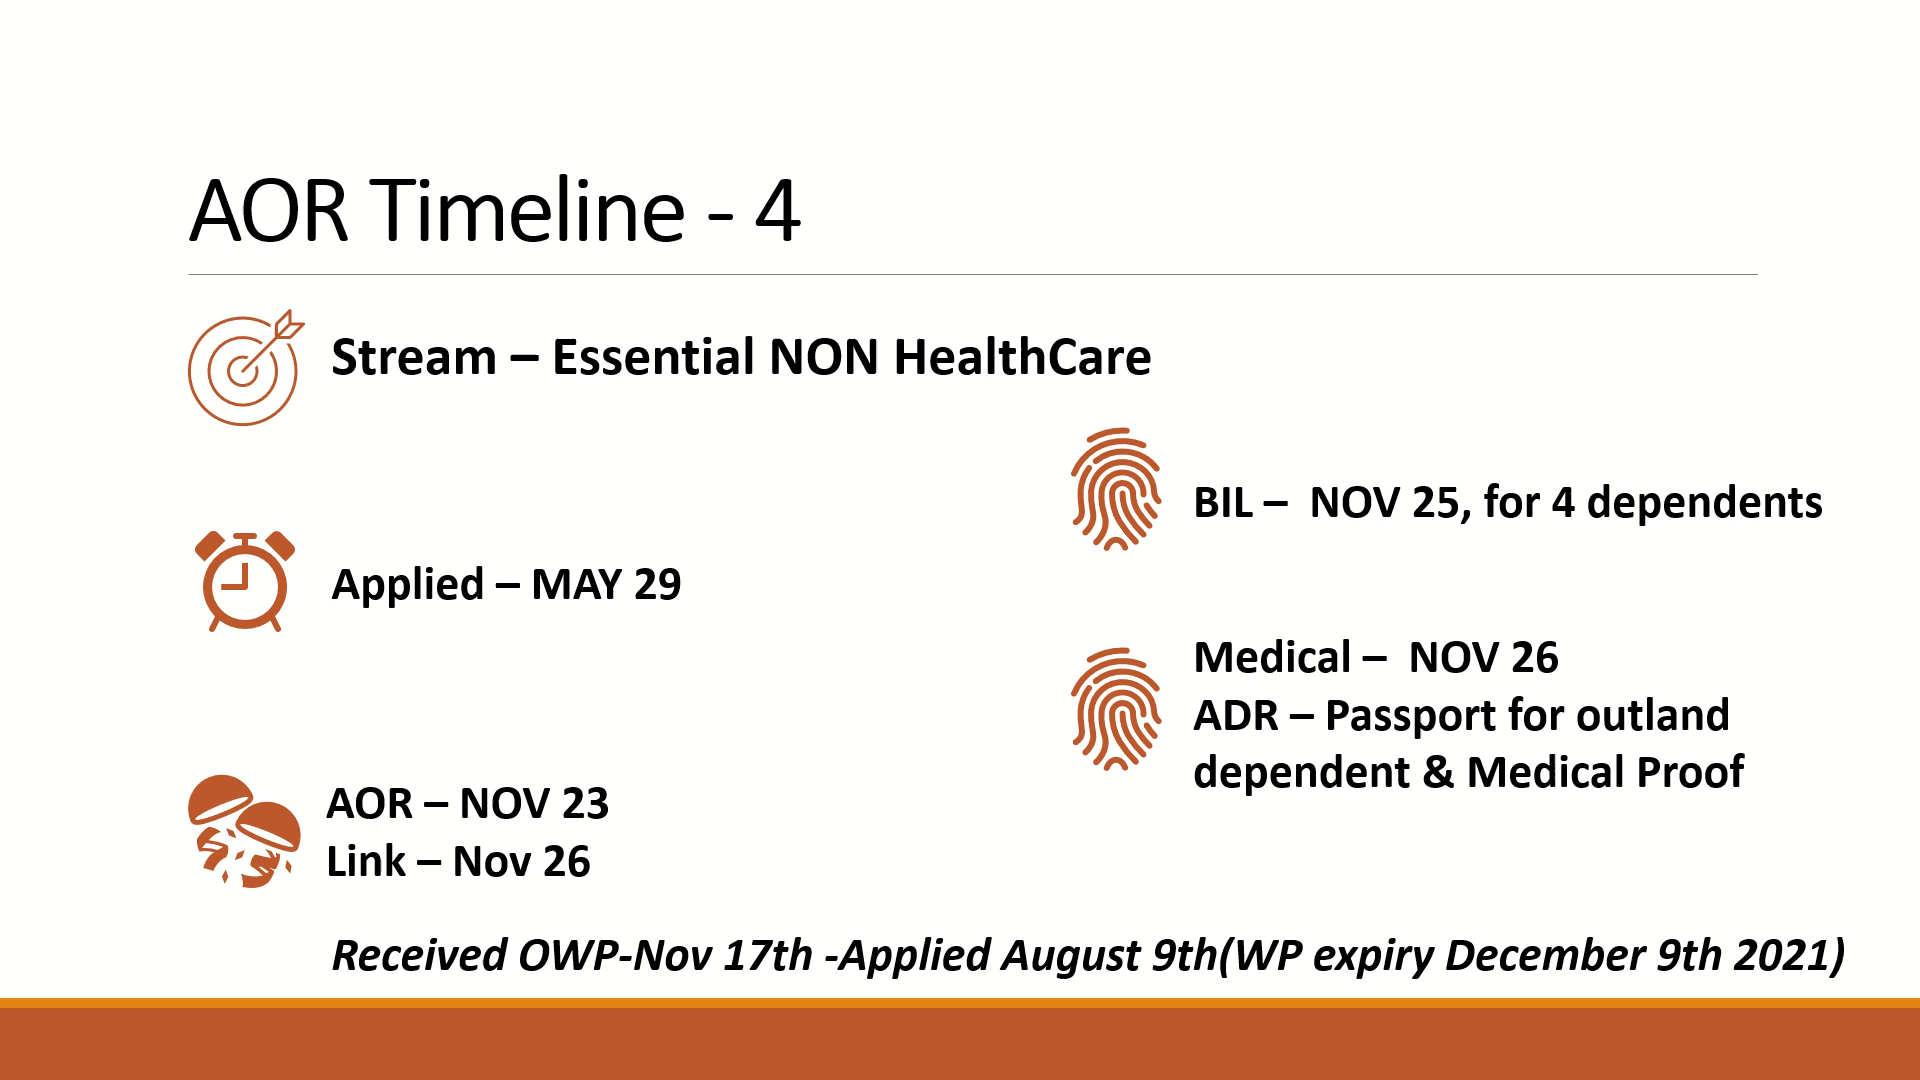 AOR Timeline - 4
Stream – Essential NON HealthCare
Applied – MAY 29
AOR – NOV 23
Link – Nov 26
BIL – NOV 25, for 4 dependents
Medical – NOV 26
ADR – Passport for outland
dependent & Medical Proof
Received OWP-Nov 17th -Applied August 9th(WP expiry December 9th 2021)